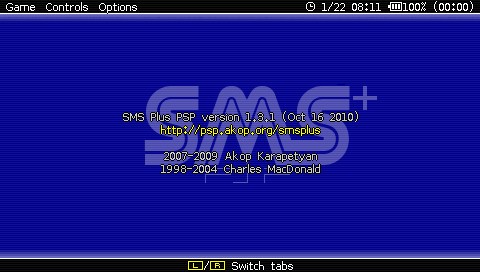 Game Controls Options 1/22 08:11 100% (00:00)
SMS+
SMS Plus PSP version 1.3.1 (Oct 16 2010)
http://psp.akop.org/smsplus
2007-2009 Akop Karapetyan
1998-2004 Charles MacDonald
L/R Switch tabs